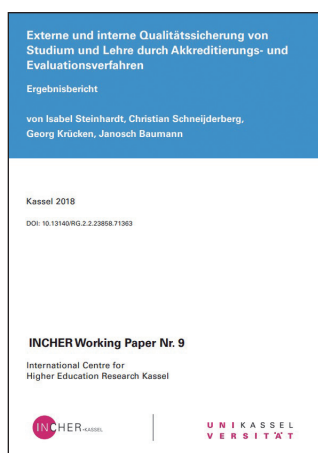 Externe und interne Qualitätssicherung von
Studium und Lehre durch Akkreditierungs- und
Evaluationsverfahren
Ergebnisbericht
von Isabel Steinhardt, Christian Schneijderberg,
Georg Krücken, Janosch Baumann
Kassel 2018
DOI: 10.13140/RG.2.2.23858.71363
INCHER Working Paper Nr. 9
International Centre for
Higher Education Research Kassel
INCHER-KASSEL
UNIKASSEL
VERSITÄT